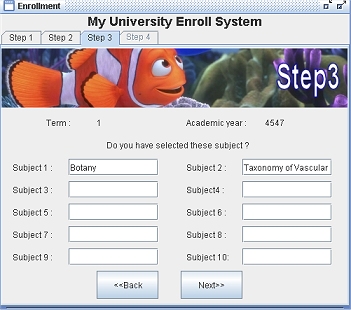 Enrollment
My University Enroll System
Step 1 Step 2 Step 3 Step 4
Step3
Term : 1 Academic year : 4547
Do you have selected these subject ?
Subject 1 : Botany Subject 2 : Taxonomy of Vascular
Subject 3 : Subject4 :
Subject 5 : Subject 6 :
Subject 7 : Subject 8 :
Subject 9 : Subject 10:
<<Back Next>>